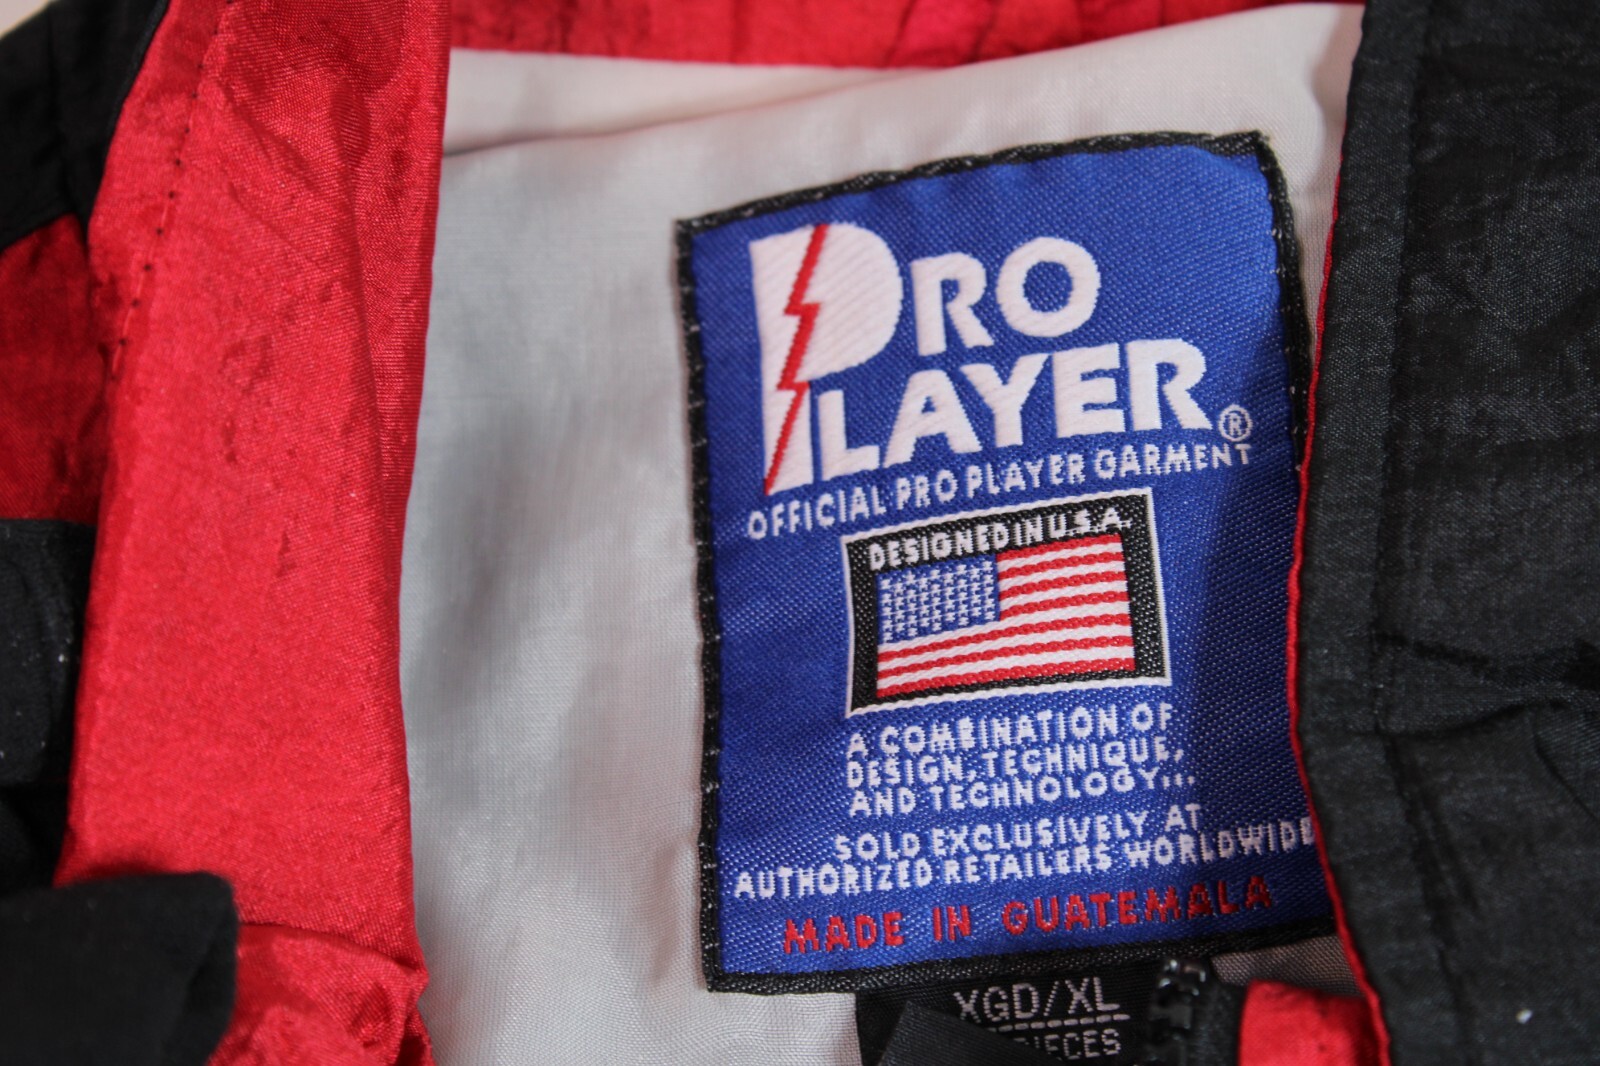 PRO
PLAYER®
OFFICIAL PRO PLAYER GARMENT
DESIGNED IN U.S.A.
A COMBINATION OF
DESIGN, TECHNIQUE,
AND TECHNOLOGY...
SOLD EXCLUSIVELY AT
AUTHORIZED RETAILERS WORLDWIDE
MADE IN GUATEMALA
XGD/XL